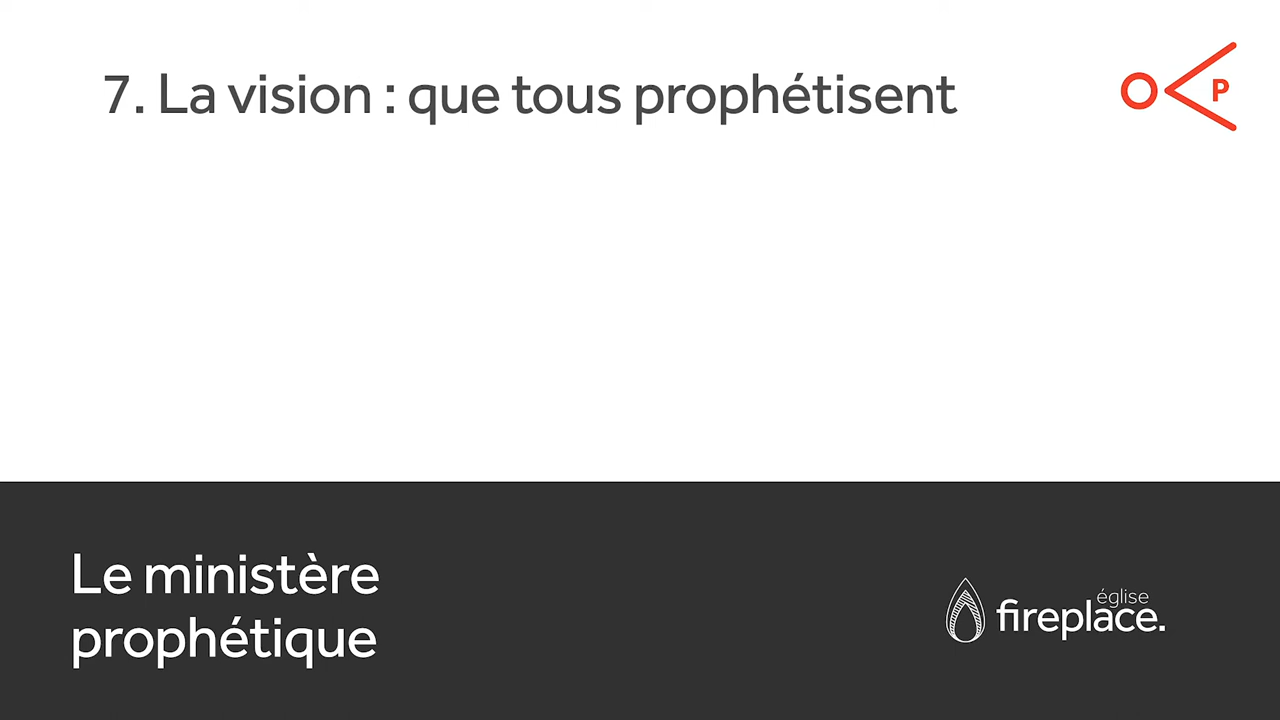 7. La vision : que tous prophétisent
O P
Le ministère
prophétique
église
fireplace.